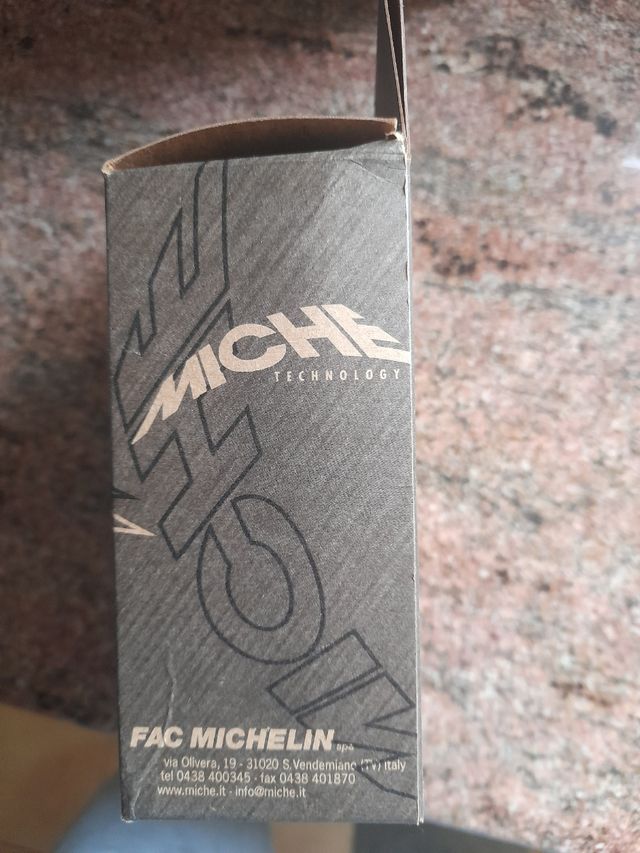 MICHE
TECHNOLOGY
FAC MICHELIN spa
via Olivera, 19 - 31020 S. Vendemiano (TV) Italy
tel 0438 400345 - fax 0438 401870
www.miche.it - info@miche.it